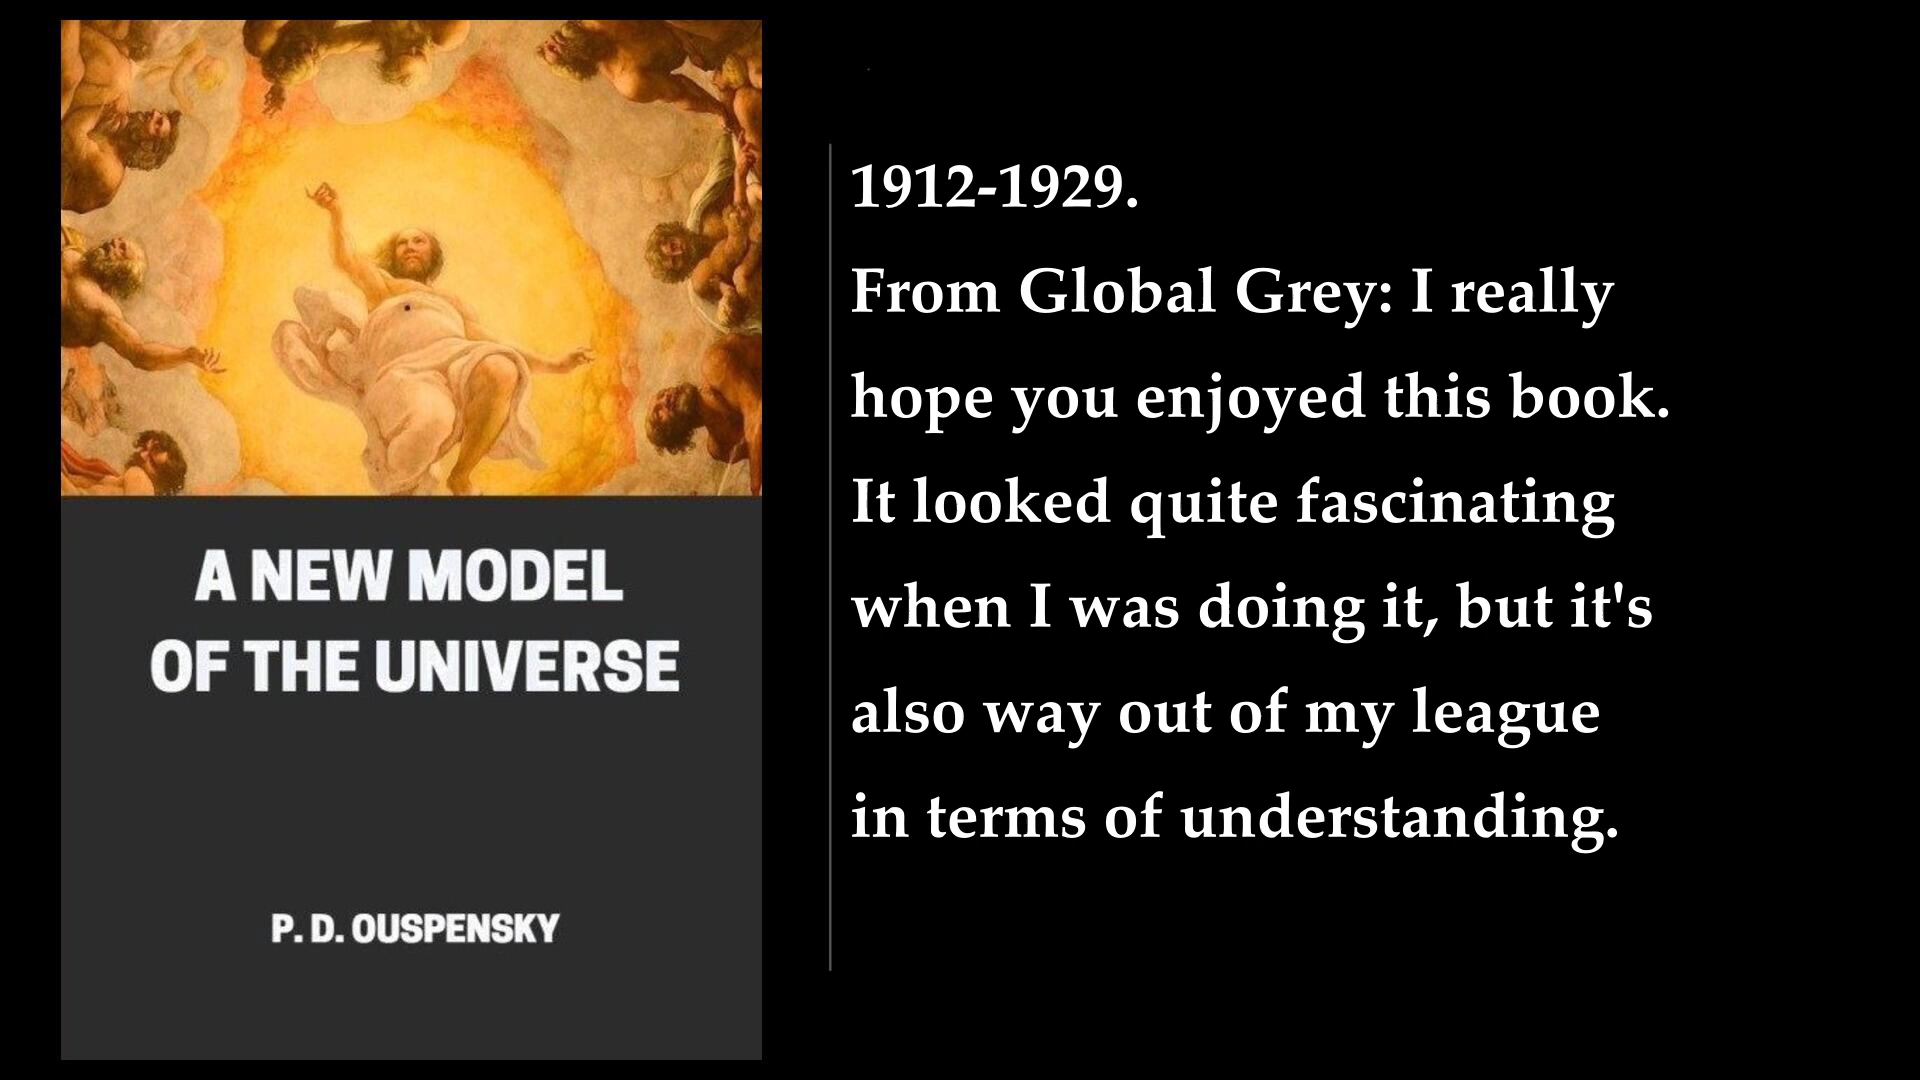 A NEW MODEL
OF THE UNIVERSE
P. D. OUSPENSKY
1912-1929.
From Global Grey: I really
hope you enjoyed this book.
It looked quite fascinating
when I was doing it, but it's
also way out of my league
in terms of understanding.